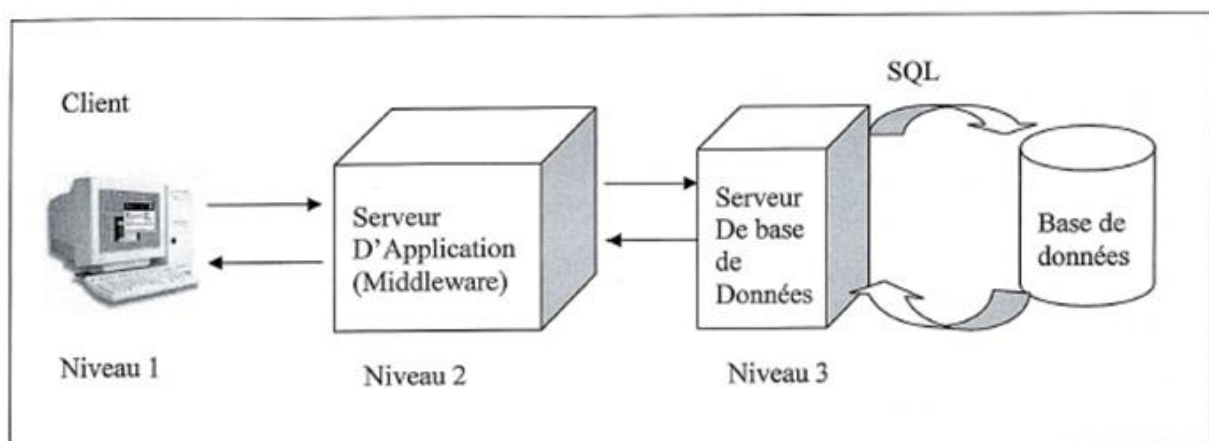 SQL
Client
Serveur
D'Application
(Middleware)
Serveur
De base
de
Données
Base de
données
Niveau 1
Niveau 2
Niveau 3